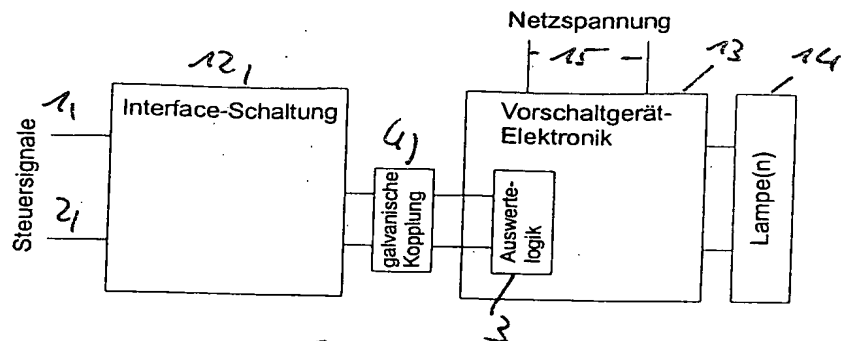 Netzspannung
15
13
14
12
Interface-Schaltung
Vorschaltgerät-
Elektronik
1
2
Steuersignale
4
galvanische
Kopplung
Auswerte-
logik
Lampe(n)
3